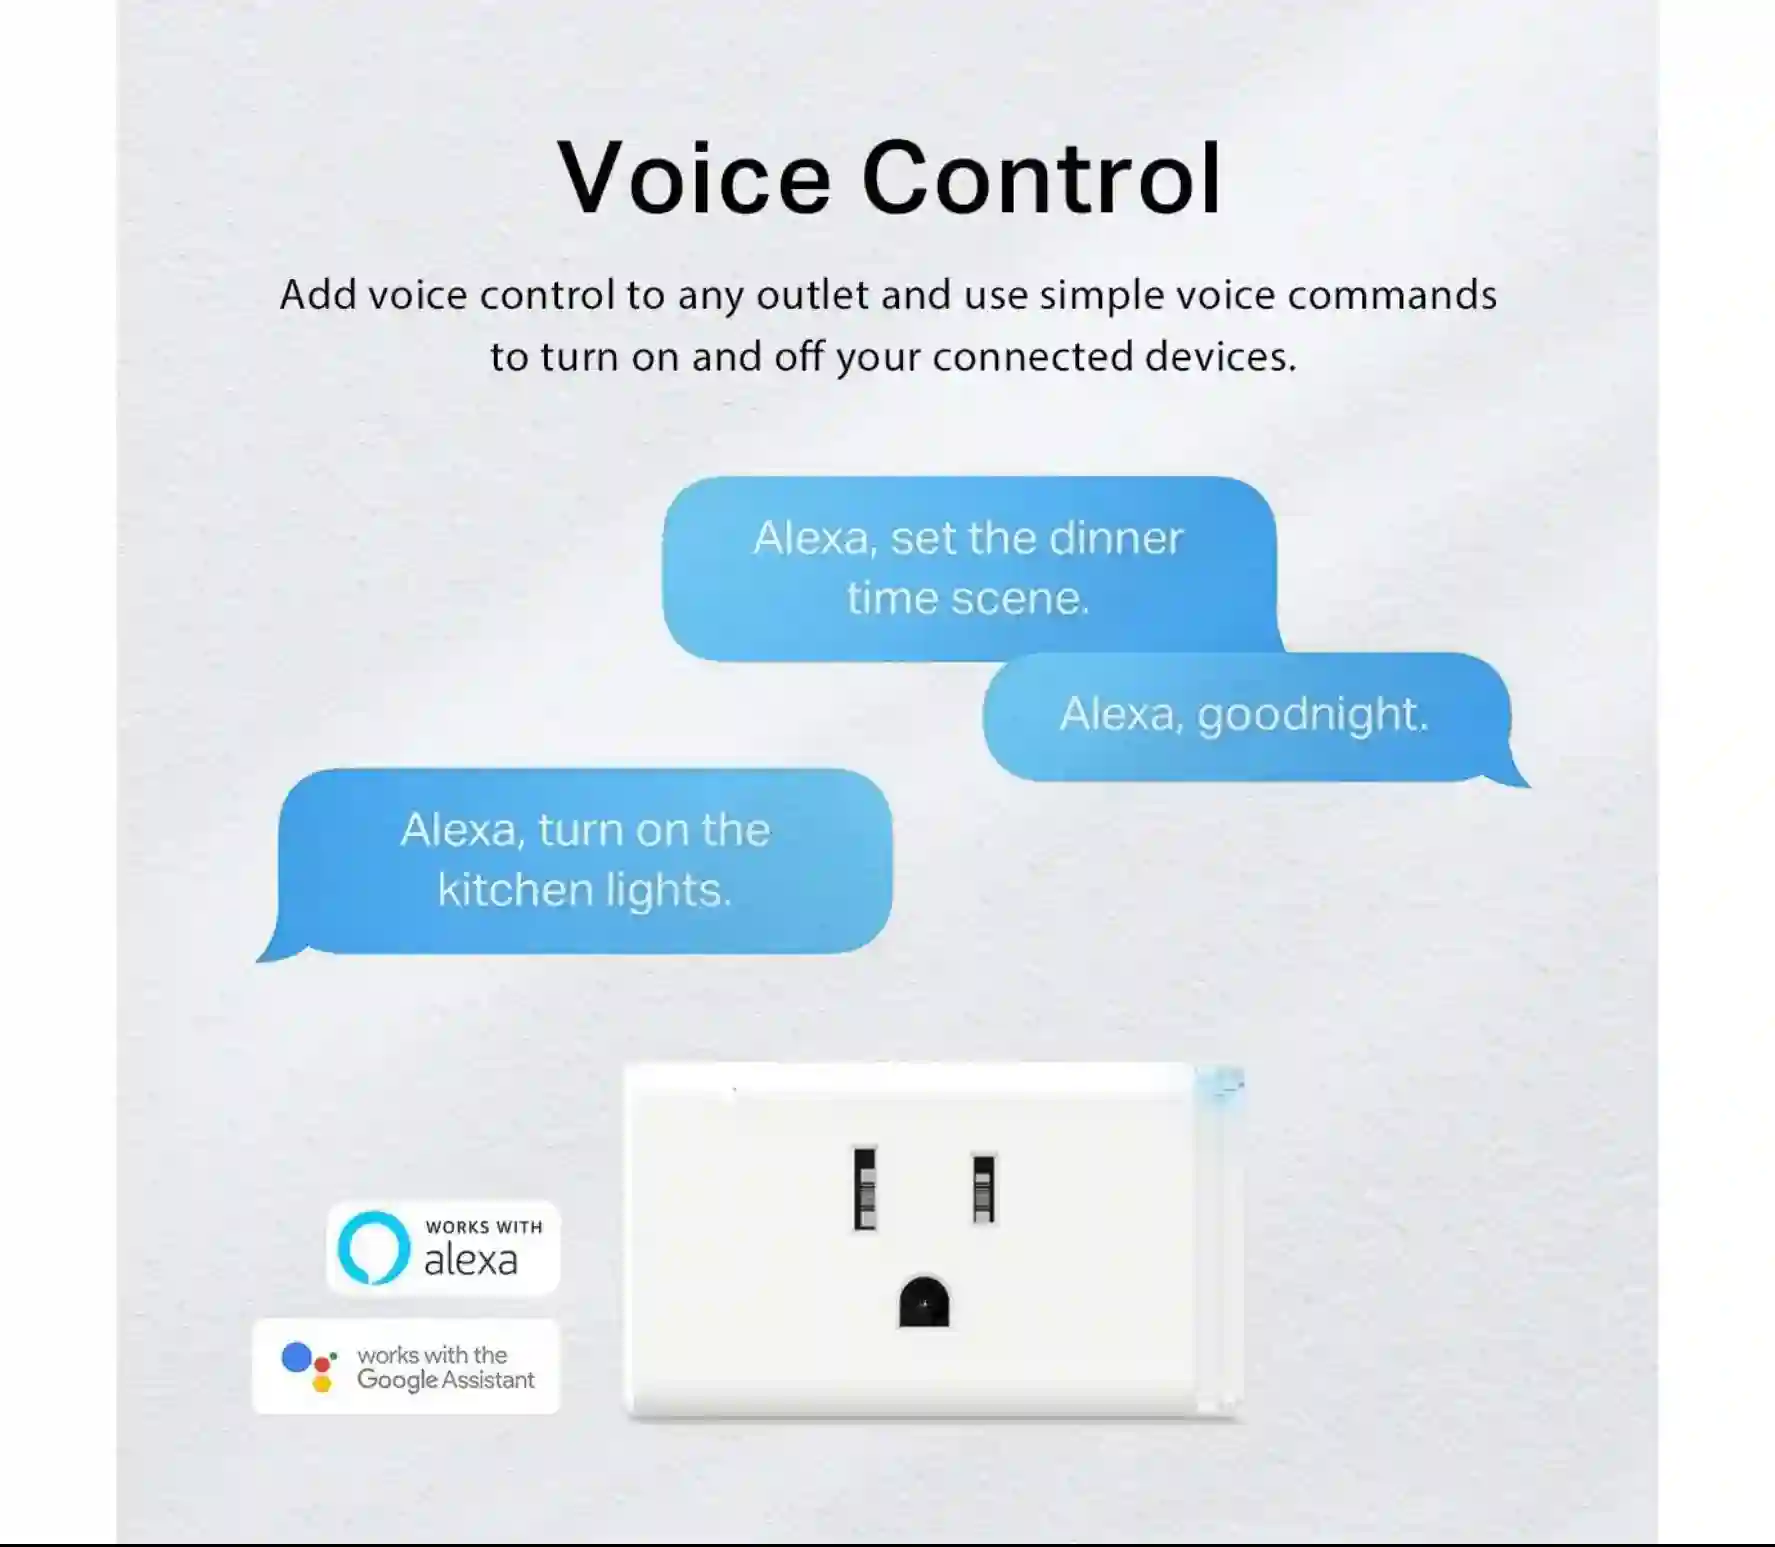 Voice Control
Add voice control to any outlet and use simple voice commands
to turn on and off your connected devices.
Alexa, set the dinner
time scene.
Alexa, goodnight.
Alexa, turn on the
kitchen lights.
WORKS WITH
alexa
works with the
Google Assistant